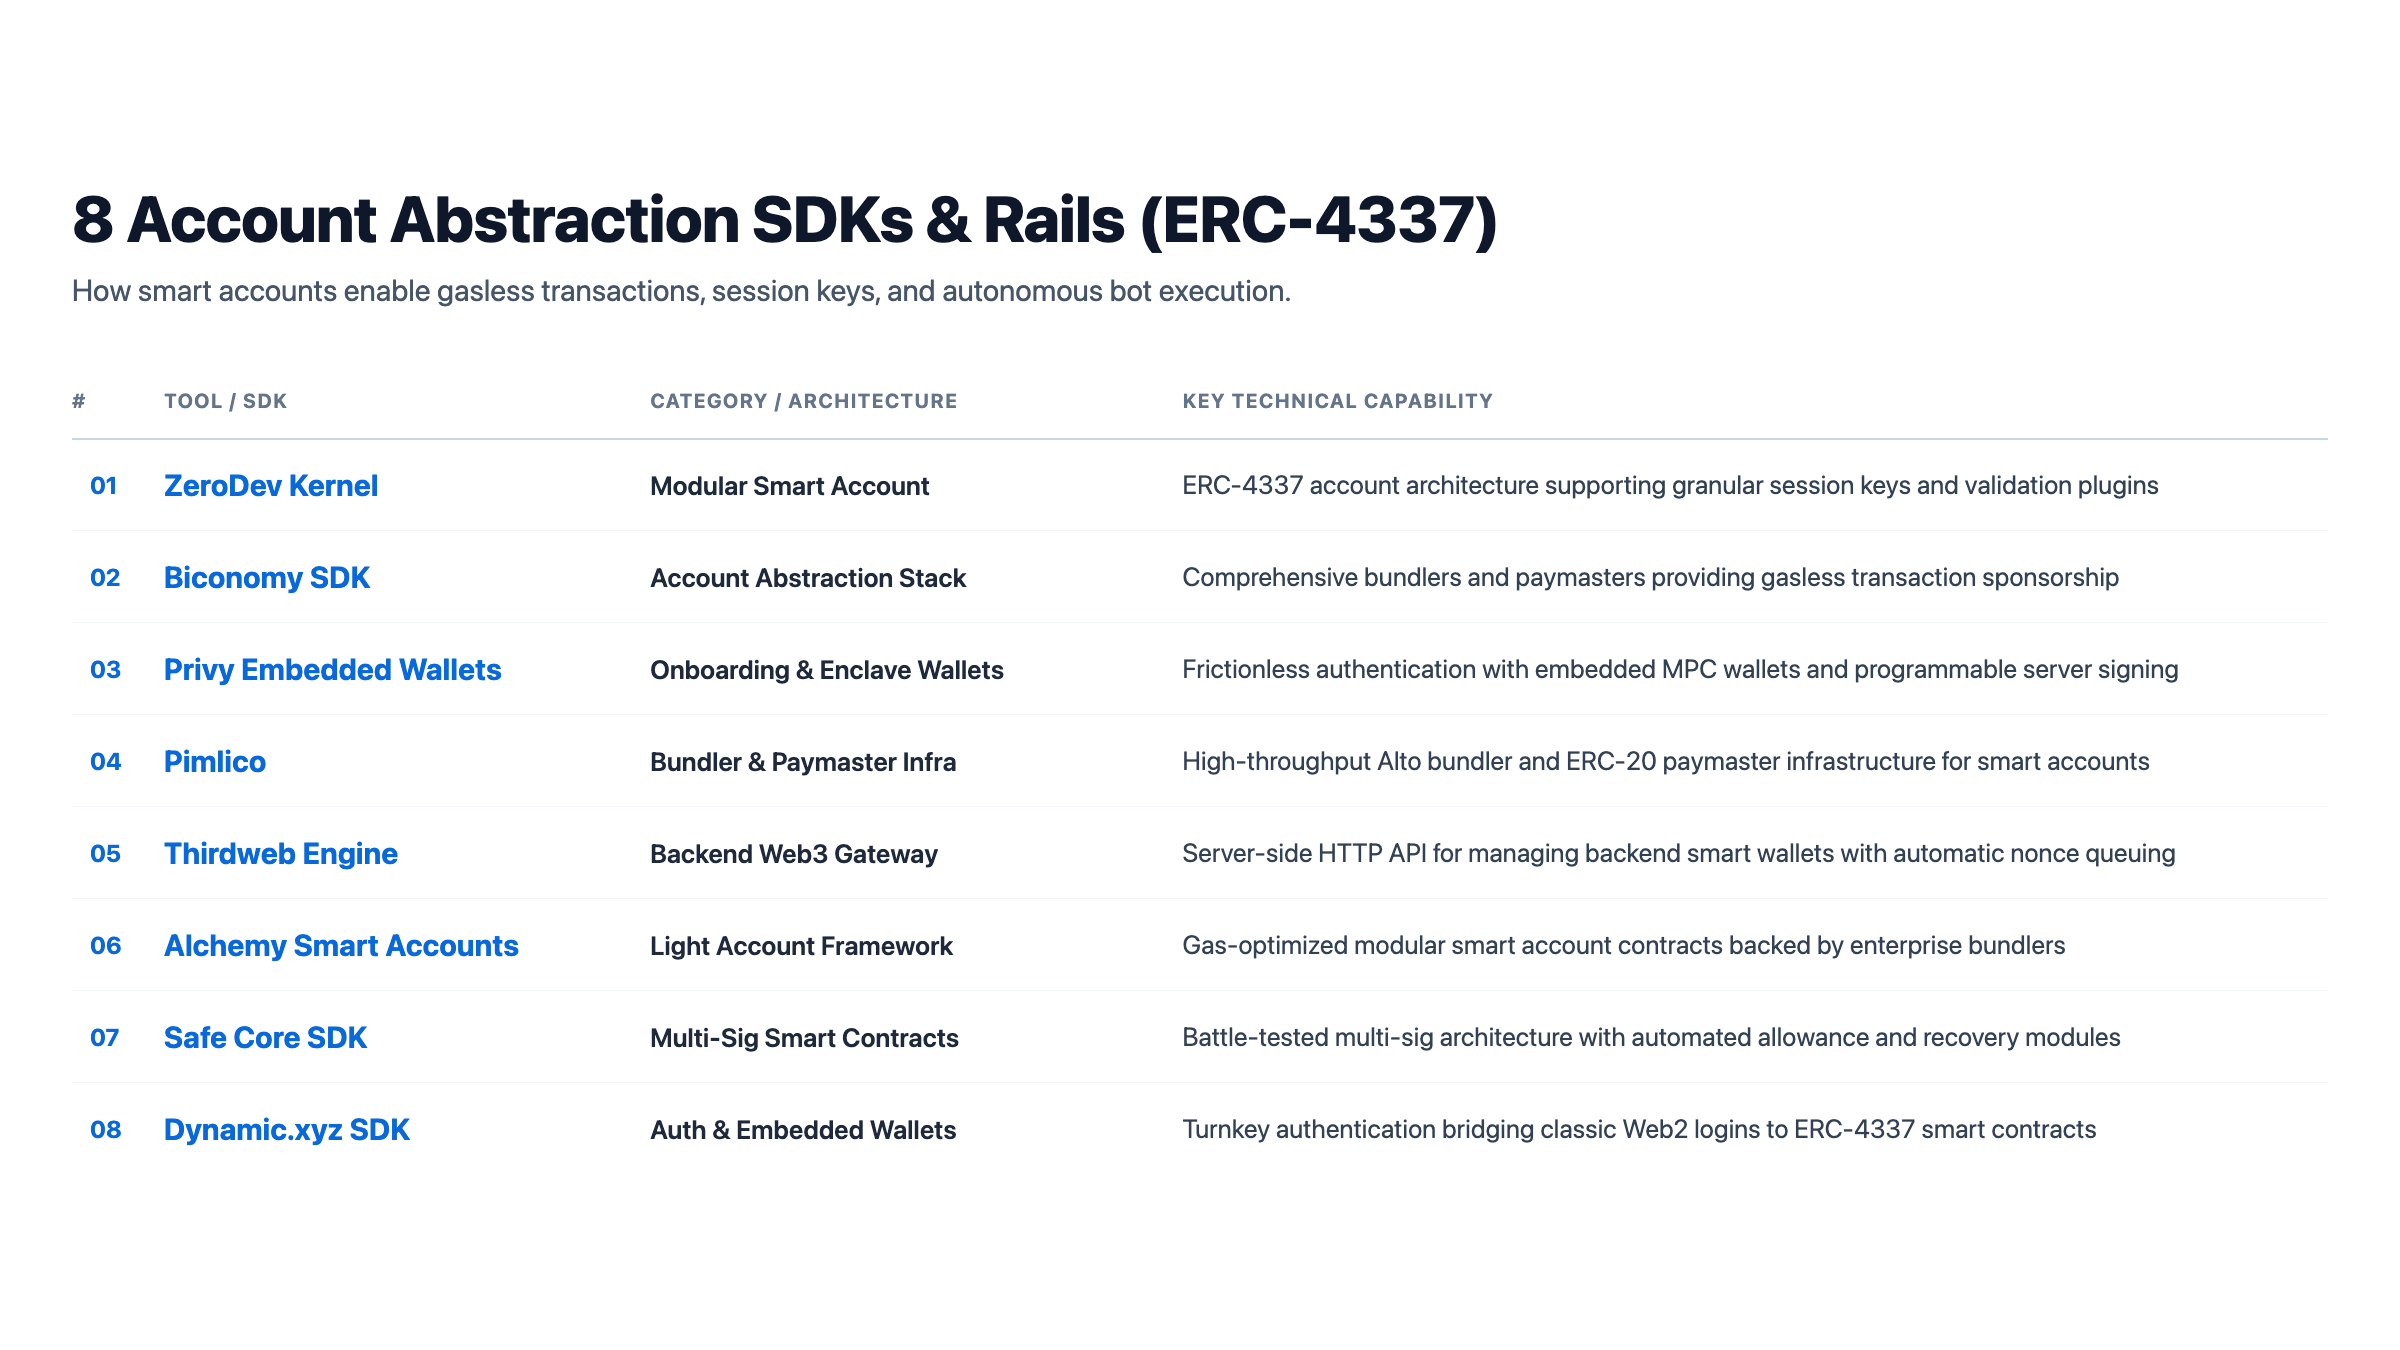 8 Account Abstraction SDKs & Rails (ERC-4337)
How smart accounts enable gasless transactions, session keys, and autonomous bot execution.
# TOOL / SDK CATEGORY / ARCHITECTURE KEY TECHNICAL CAPABILITY
01 ZeroDev Kernel Modular Smart Account ERC-4337 account architecture supporting granular session keys and validation plugins
02 Biconomy SDK Account Abstraction Stack Comprehensive bundlers and paymasters providing gasless transaction sponsorship
03 Privy Embedded Wallets Onboarding & Enclave Wallets Frictionless authentication with embedded MPC wallets and programmable server signing
04 Pimlico Bundler & Paymaster Infra High-throughput Alto bundler and ERC-20 paymaster infrastructure for smart accounts
05 Thirdweb Engine Backend Web3 Gateway Server-side HTTP API for managing backend smart wallets with automatic nonce queuing
06 Alchemy Smart Accounts Light Account Framework Gas-optimized modular smart account contracts backed by enterprise bundlers
07 Safe Core SDK Multi-Sig Smart Contracts Battle-tested multi-sig architecture with automated allowance and recovery modules
08 Dynamic.xyz SDK Auth & Embedded Wallets Turnkey authentication bridging classic Web2 logins to ERC-4337 smart contracts